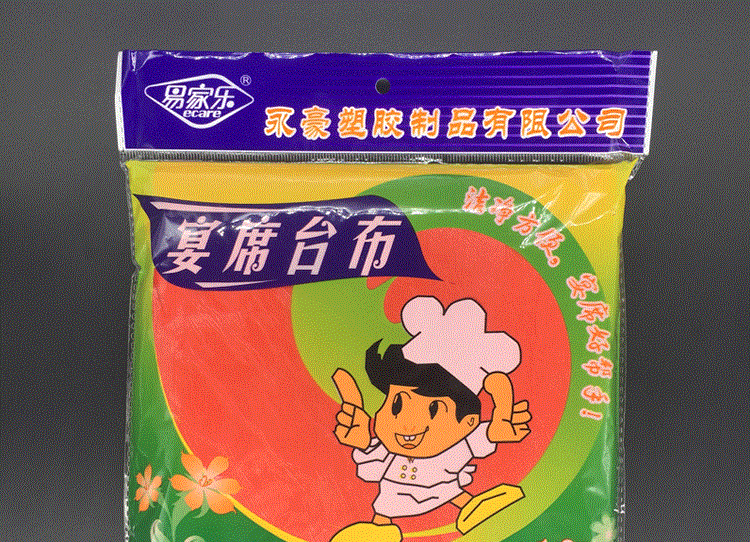 易家乐®
ecare
永豪塑胶制品有限公司
宴席台布
洁净方便。
宴席好帮手!